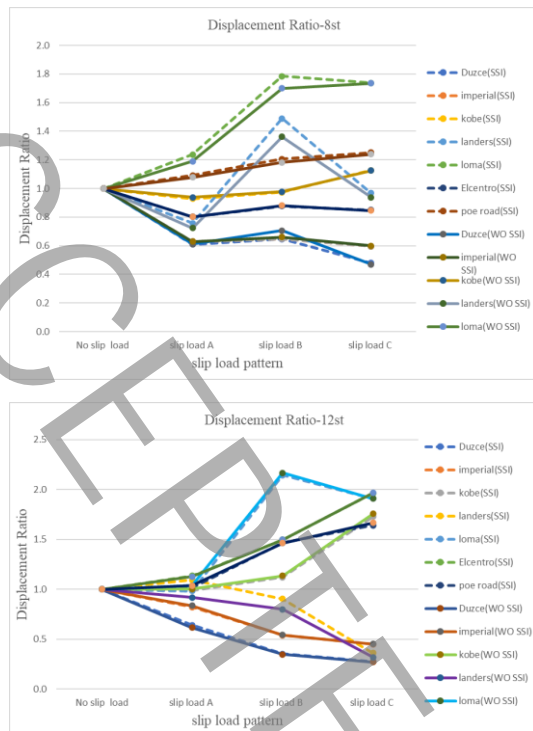 Displacement Ratio-8st
Displacement Ratio
2.0
1.8
1.6
1.4
1.2
1.0
0.8
0.6
0.4
0.2
0.0
No slip load
slip load A
slip load B
slip load C
slip load pattern
Duzce(SSI)
imperial(SSI)
kobe(SSI)
landers(SSI)
loma(SSI)
Elcentro(SSI)
poe road(SSI)
Duzce(WO SSI)
imperial(WO
SSI)
kobe(WO SSI)
landers(WO SSI)
loma(WO SSI)
Displacement Ratio-12st
Displacement Ratio
2.5
2.0
1.5
1.0
0.5
0.0
No slip load
slip load A
slip load B
slip load C
slip load pattern
Duzce(SSI)
imperial(SSI)
kobe(SSI)
landers(SSI)
loma(SSI)
Elcentro(SSI)
poe road(SSI)
Duzce(WO SSI)
imperial(WO SSI)
kobe(WO SSI)
landers(WO SSI)
loma(WO SSI)